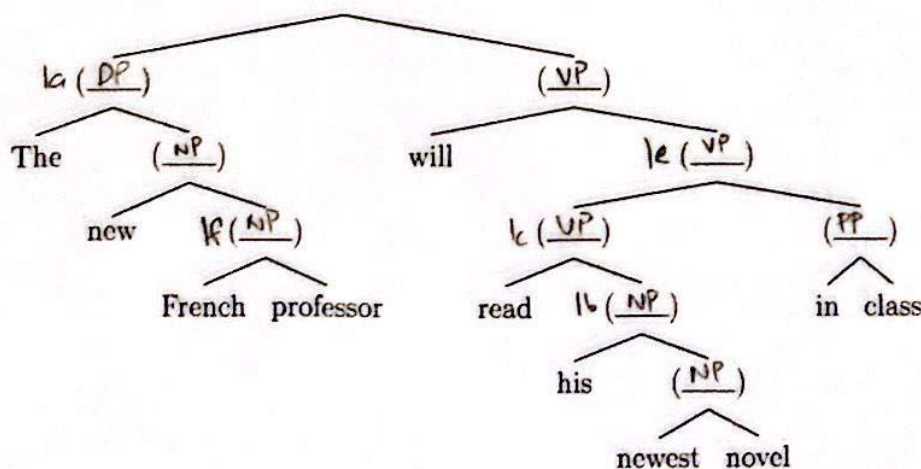 1a (DP) (VP)
The (NP) will 1e (VP)
new 1f (NP) 1c (VP) (PP)
French professor read 1b (NP) in class
his (NP)
newest novel